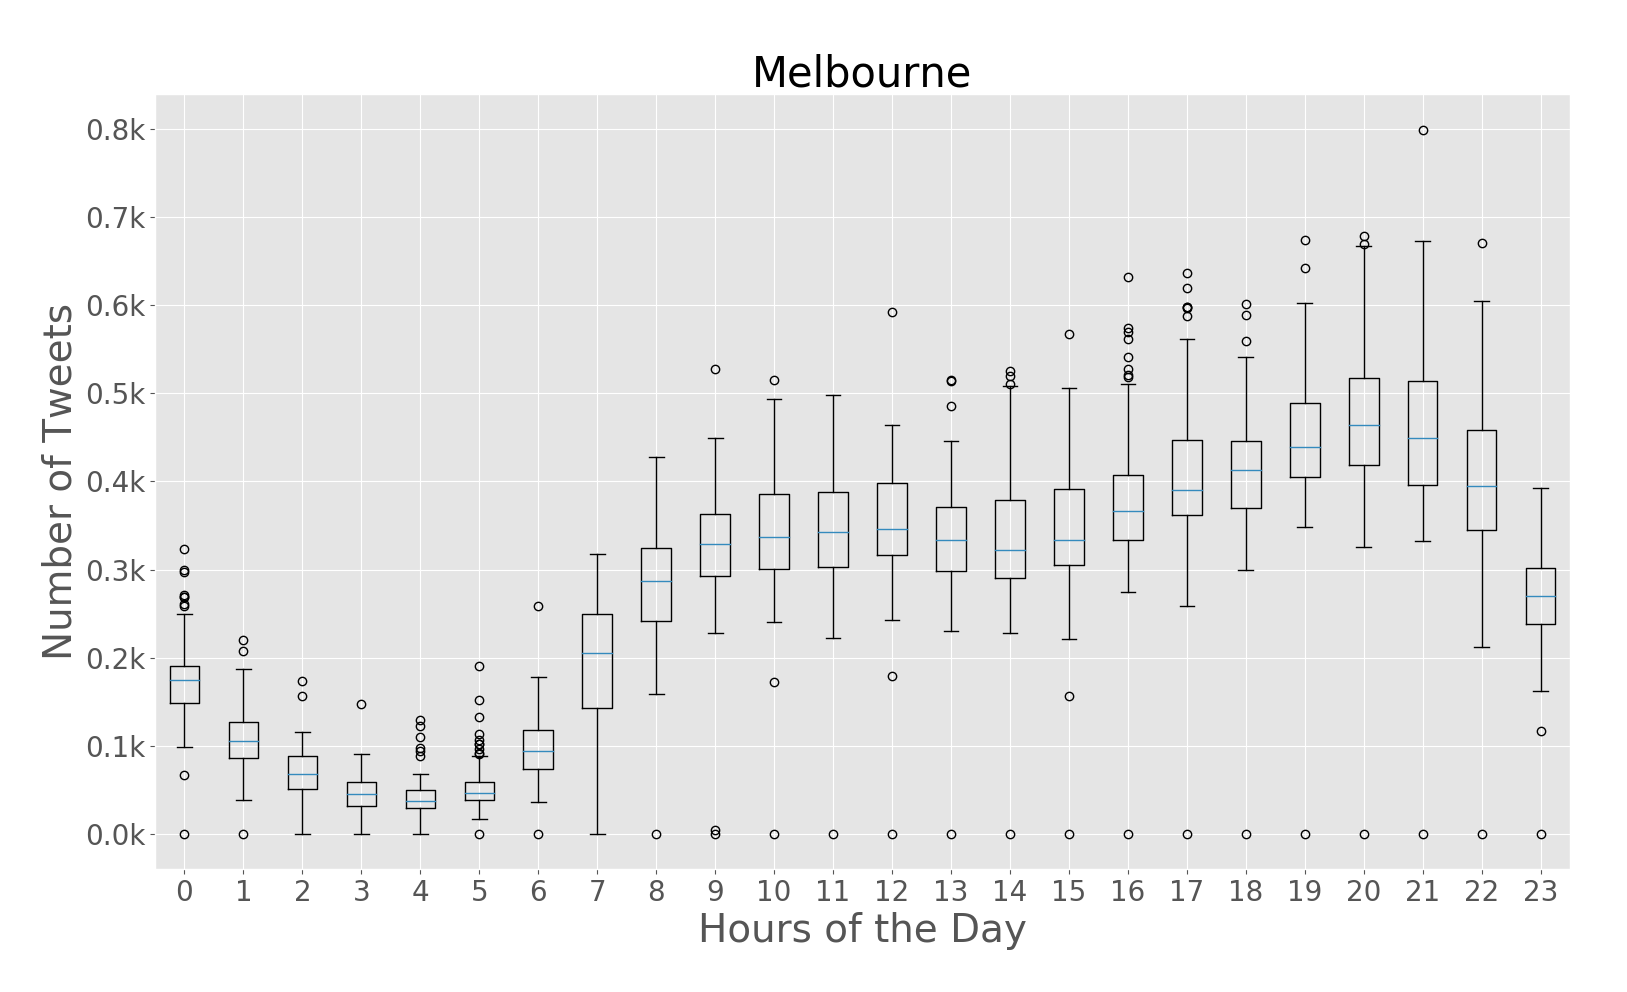 Melbourne
0.8k
0.7k
0.6k
0.5k
0.4k
0.3k
0.2k
0.1k
0.0k
Number of Tweets
0 1 2 3 4 5 6 7 8 9 10 11 12 13 14 15 16 17 18 19 20 21 22 23
Hours of the Day